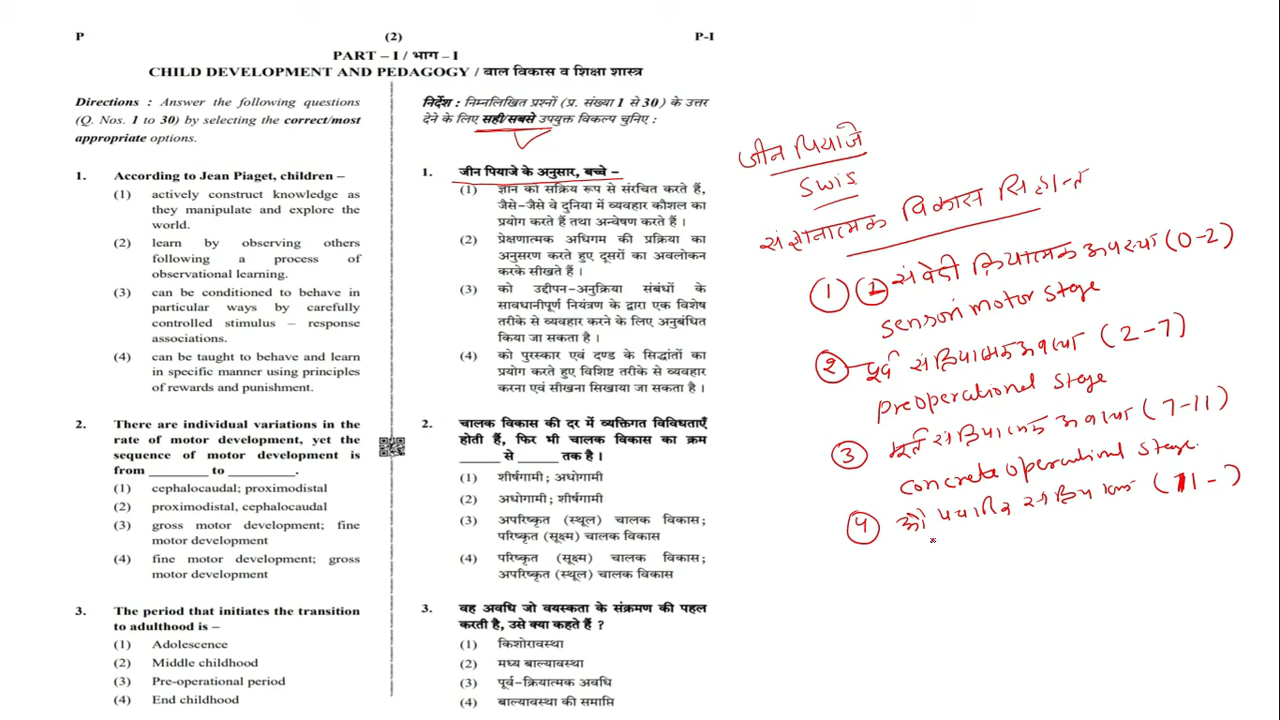 P
(2)
P-I
PART – I / भाग – I
CHILD DEVELOPMENT AND PEDAGOGY / बाल विकास व शिक्षा शास्त्र
Directions : Answer the following questions
(Q. Nos. 1 to 30) by selecting the correct/most
appropriate options.
1. According to Jean Piaget, children –
(1) actively construct knowledge as
they manipulate and explore the
world.
(2) learn by observing others
following a process of
observational learning.
(3) can be conditioned to behave in
particular ways by carefully
controlled stimulus – response
associations.
(4) can be taught to behave and learn
in specific manner using principles
of rewards and punishment.
2. There are individual variations in the
rate of motor development, yet the
sequence of motor development is
from _________ to __________.
(1) cephalocaudal; proximodistal
(2) proximodistal, cephalocaudal
(3) gross motor development; fine
motor development
(4) fine motor development; gross
motor development
3. The period that initiates the transition
to adulthood is –
(1) Adolescence
(2) Middle childhood
(3) Pre-operational period
(4) End childhood
निर्देश : निम्नलिखित प्रश्नों (प्र. संख्या 1 से 30) के उत्तर
देने के लिए सही/सबसे उपयुक्त विकल्प चुनिए :
1. जीन पियाजे के अनुसार, बच्चे –
(1) ज्ञान को सक्रिय रूप से संरचित करते हैं,
जैसे-जैसे वे दुनिया में व्यवहार कौशल का
प्रयोग करते हैं तथा अन्वेषण करते हैं ।
(2) प्रेक्षणात्मक अधिगम की प्रक्रिया का
अनुसरण करते हुए दूसरों का अवलोकन
करके सीखते हैं ।
(3) को उद्दीपन-अनुक्रिया संबंधों के
सावधानीपूर्ण नियंत्रण के द्वारा एक विशेष
तरीके से व्यवहार करने के लिए अनुबंधित
किया जा सकता है ।
(4) को पुरस्कार एवं दण्ड के सिद्धांतों का
प्रयोग करते हुए विशिष्ट तरीके से व्यवहार
करना एवं सीखना सिखाया जा सकता है ।
2. चालक विकास की दर में व्यक्तिगत विविधताएँ
होती हैं, फिर भी चालक विकास का क्रम
______ से ______ तक है ।
(1) शीर्षगामी; अधोगामी
(2) अधोगामी; शीर्षगामी
(3) अपरिष्कृत (स्थूल) चालक विकास;
परिष्कृत (सूक्ष्म) चालक विकास
(4) परिष्कृत (सूक्ष्म) चालक विकास;
अपरिष्कृत (स्थूल) चालक विकास
3. वह अवधि जो वयस्कता के संक्रमण की पहल
करती है, उसे क्या कहते हैं ?
(1) किशोरावस्था
(2) मध्य बाल्यावस्था
(3) पूर्व-क्रियात्मक अवधि
(4) बाल्यावस्था की समाप्ति
जीन पियाजे
Swis
संज्ञानात्मक विकास सिद्धान्त
(1) (1) संवेदी क्रियात्मक अवस्था (0-2)
Sensori motor stage
(2) पूर्व संक्रियात्मक अवस्था (2-7)
preoperational stage
(3) मूर्त संक्रियात्मक अवस्था (7-11)
concrete operational stage.
(4) औपचारिक संक्रियात्मक (11- )